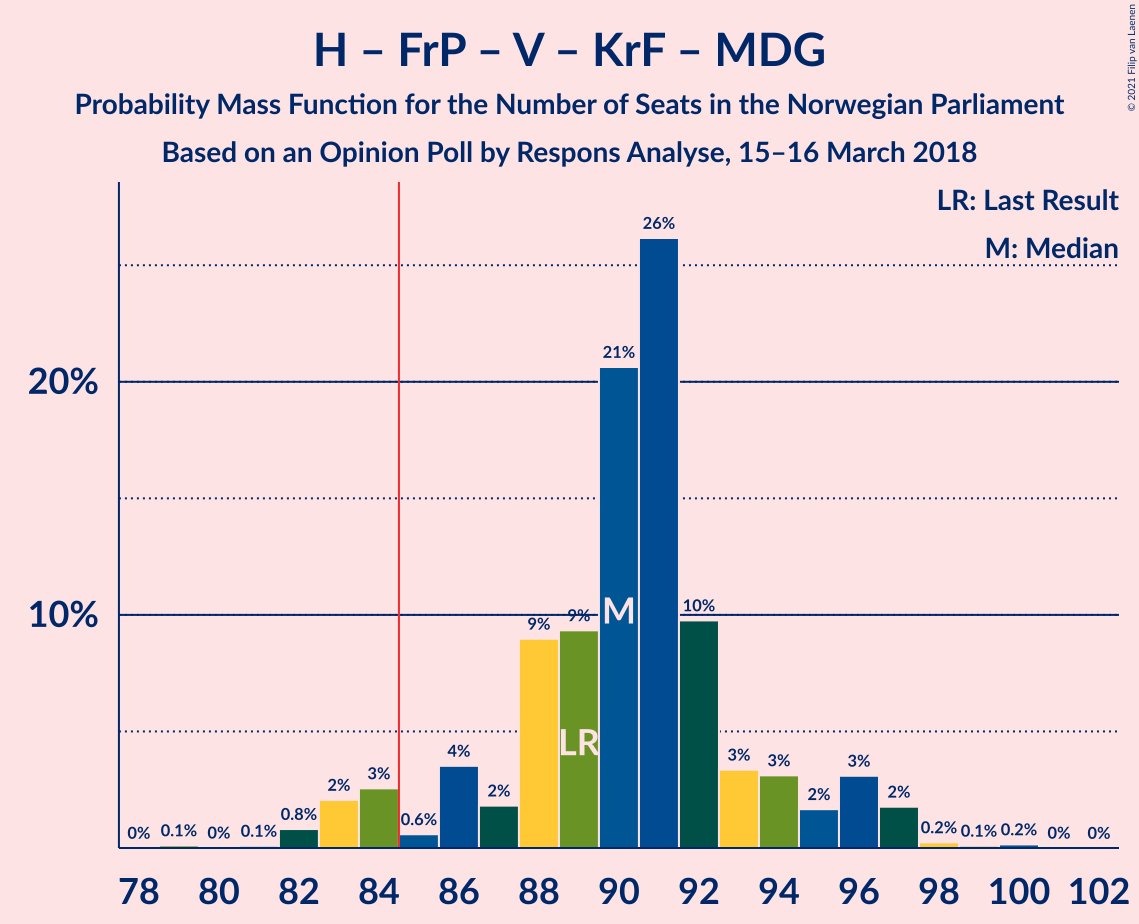 H – FrP – V – KrF – MDG
Probability Mass Function for the Number of Seats in the Norwegian Parliament
Based on an Opinion Poll by Respons Analyse, 15–16 March 2018
© 2021 Filip van Laenen
LR: Last Result
M: Median
20%
10%
0% 0.1% 0% 0.1% 0.8% 2% 3% 0.6% 4% 2% 9% 9% 21% 26% 10% 3% 3% 2% 3% 2% 0.2% 0.1% 0.2% 0% 0%
M
LR
78 80 82 84 86 88 90 92 94 96 98 100 102